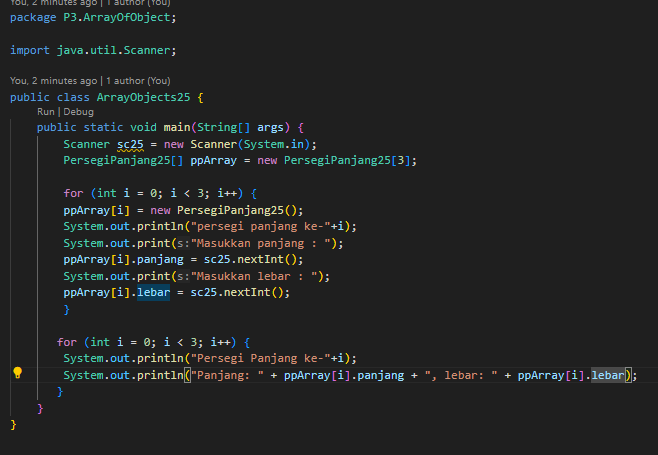 You, 2 minutes ago | 1 author (You)
package P3.ArrayOfObject;
import java.util.Scanner;
You, 2 minutes ago | 1 author (You)
public class ArrayObjects25 {
Run | Debug
public static void main(String[] args) {
Scanner sc25 = new Scanner(System.in);
PersegiPanjang25[] ppArray = new PersegiPanjang25[3];
for (int i = 0; i < 3; i++) {
ppArray[i] = new PersegiPanjang25();
System.out.println("persegi panjang ke-"+i);
System.out.print(s:"Masukkan panjang : ");
ppArray[i].panjang = sc25.nextInt();
System.out.print(s:"Masukkan lebar : ");
ppArray[i].lebar = sc25.nextInt();
}
for (int i = 0; i < 3; i++) {
System.out.println("Persegi Panjang ke-"+i);
System.out.println("Panjang: " + ppArray[i].panjang + ", lebar: " + ppArray[i].lebar);
}
}
}